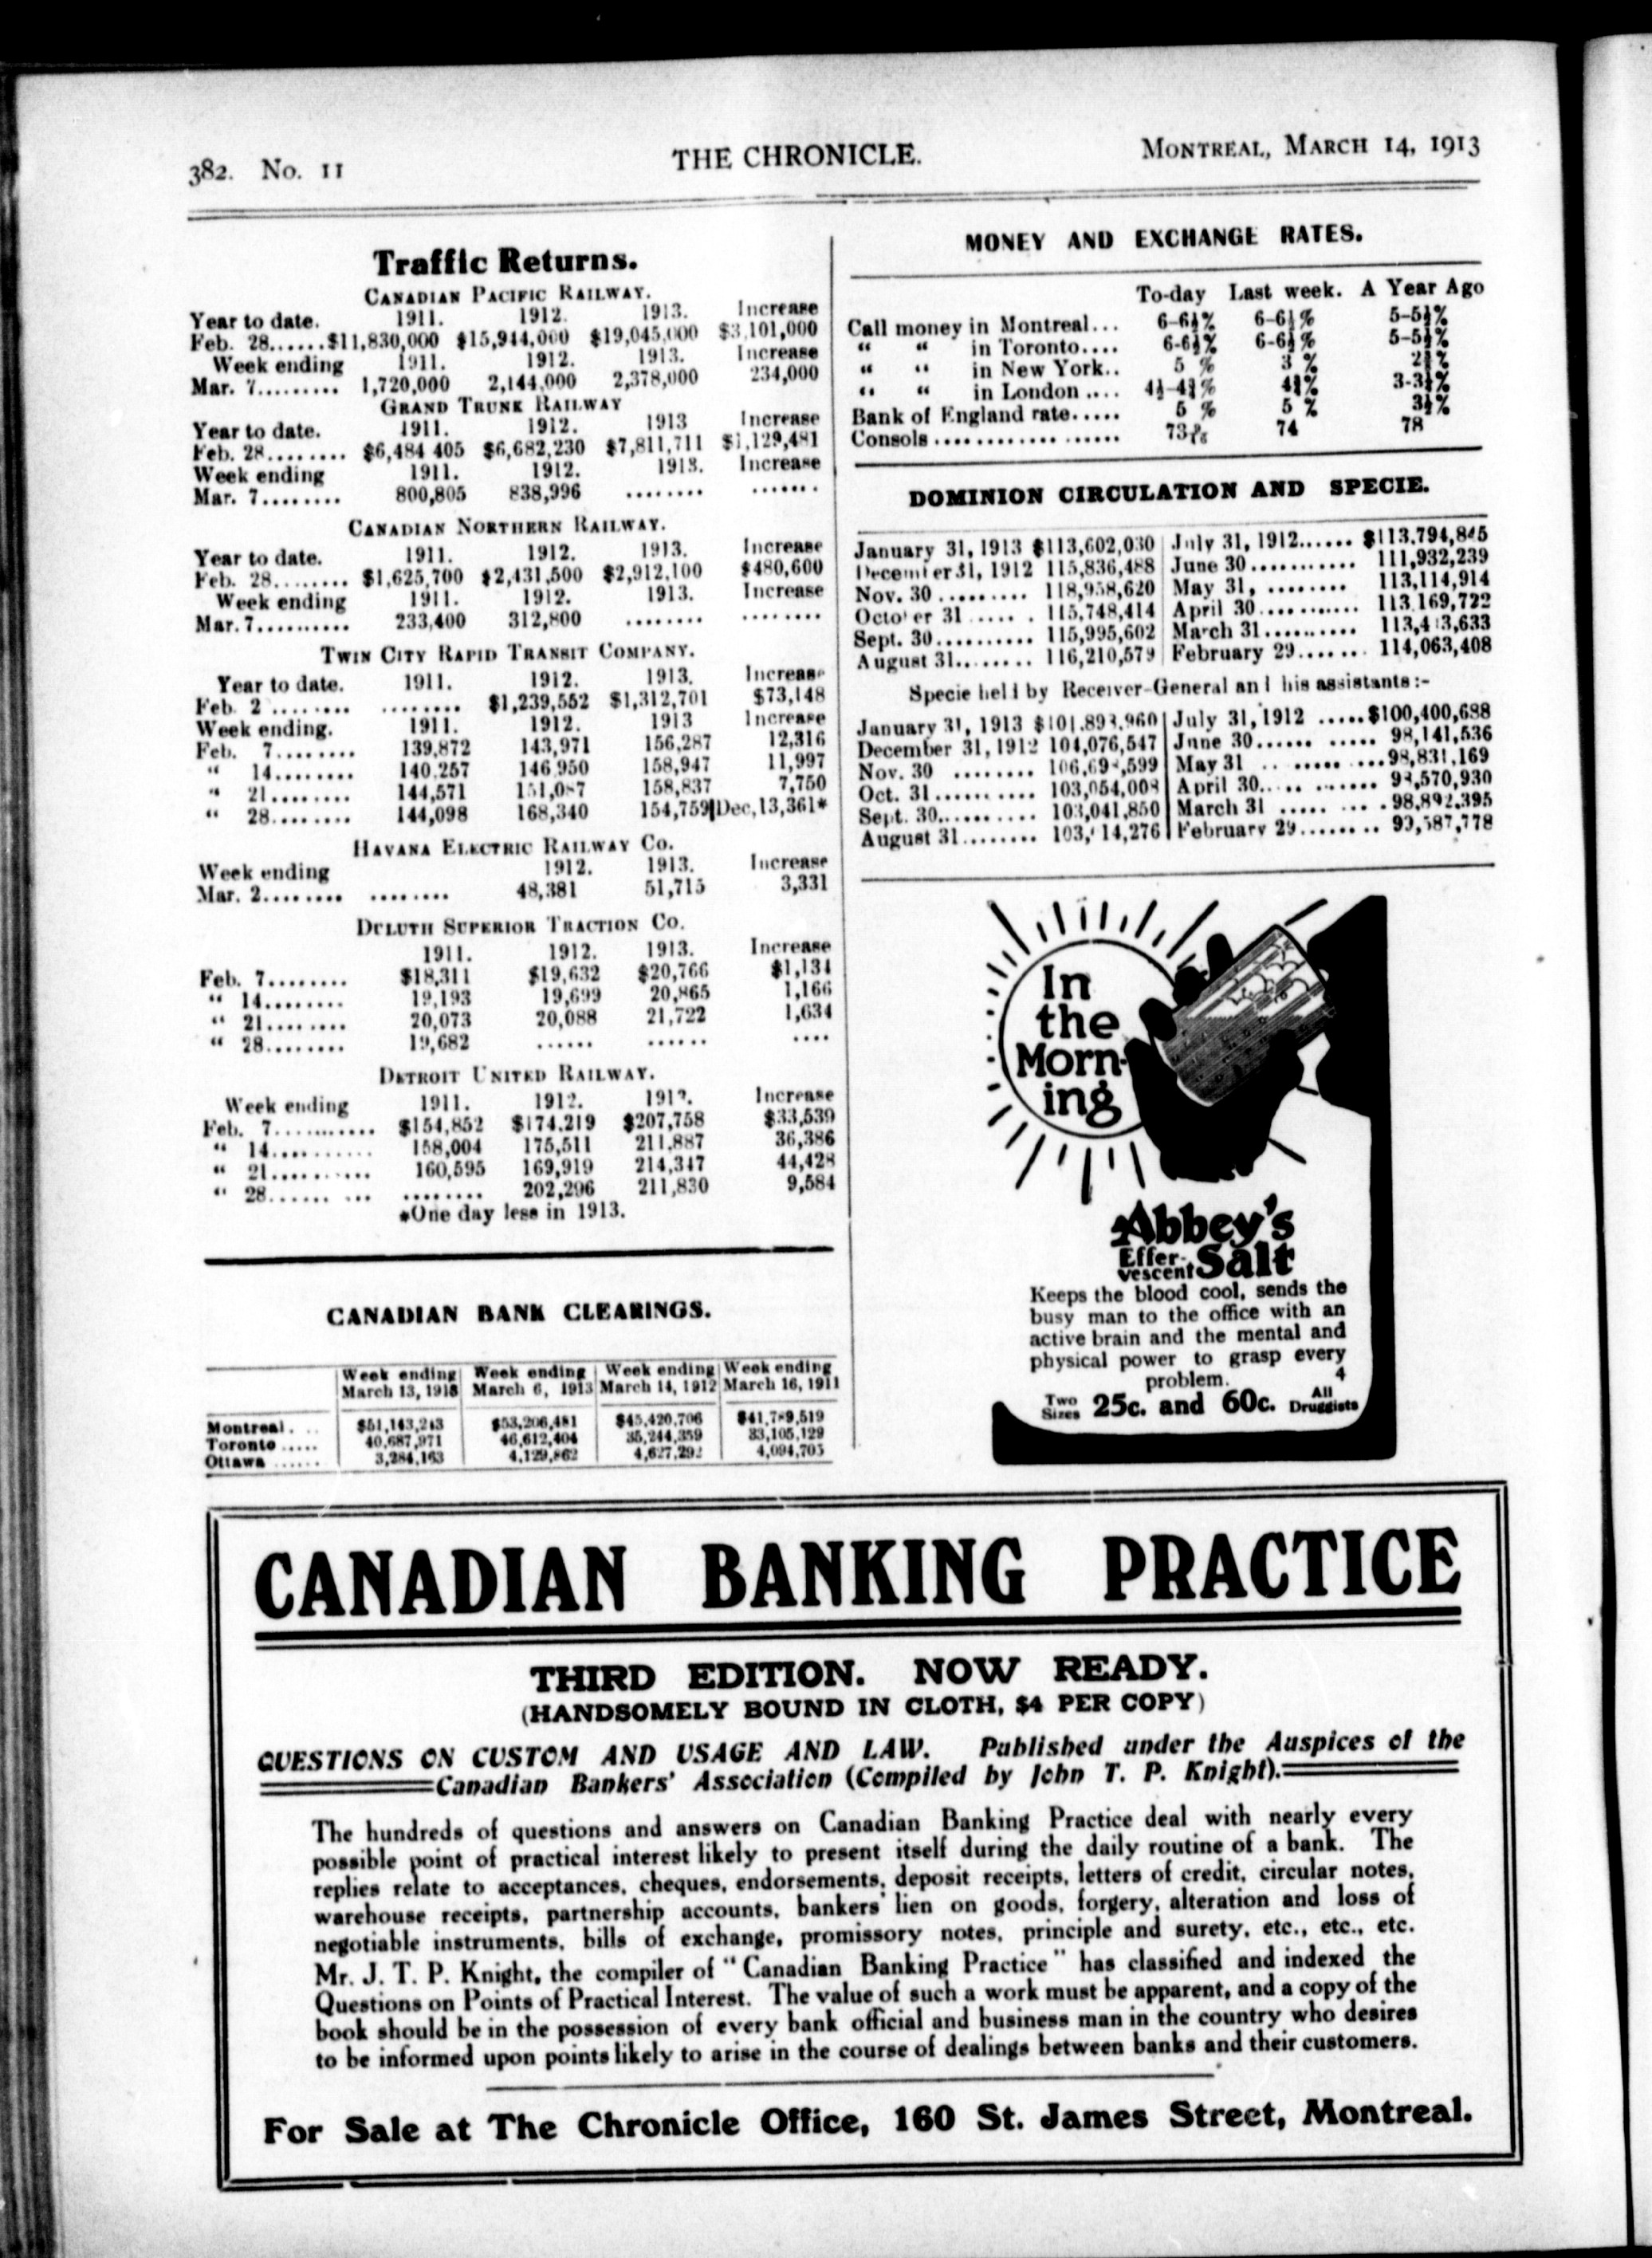 382. No. 11
THE CHRONICLE.
MONTREAL, MARCH 14, 1913
Traffic Returns.
CANADIAN PACIFIC RAILWAY.
Year to date. 1911. 1912. 1913. Increase
Feb. 28......$11,830,000 $15,944,000 $19,045,000 $3,101,000
Week ending 1911. 1912. 1913. Increase
Mar. 7......... 1,720,000 2,144,000 2,378,000 234,000
GRAND TRUNK RAILWAY
Year to date. 1911. 1912. 1913 Increase
Feb. 28........ $6,484 405 $6,682,230 $7,811,711 $1,129,481
Week ending 1911. 1912. 1913. Increase
Mar. 7........ 800,805 838,996 ........ .......
CANADIAN NORTHERN RAILWAY.
Year to date. 1911. 1912. 1913. Increase
Feb. 28........ $1,625,700 $2,431,500 $2,912,100 $480,600
Week ending 1911. 1912. 1913. Increase
Mar. 7.......... 233,400 312,800 ........ ........
TWIN CITY RAPID TRANSIT COMPANY.
Year to date. 1911. 1912. 1913. Increase
Feb. 2 ........ ........ $1,239,552 $1,312,701 $73,148
Week ending. 1911. 1912. 1913 Increase
Feb. 7........ 139,872 143,971 156,287 12,316
" 14........ 140,257 146,950 158,947 11,997
" 21........ 144,571 151,087 158,837 7,750
" 28........ 144,098 168,340 154,759 Dec,13,361*
HAVANA ELECTRIC RAILWAY CO.
Week ending 1912. 1913. Increase
Mar. 2........ ........ 48,381 51,715 3,331
DULUTH SUPERIOR TRACTION CO.
1911. 1912. 1913. Increase
Feb. 7........ $18,311 $19,632 $20,766 $1,134
" 14........ 19,193 19,699 20,865 1,166
" 21........ 20,073 20,088 21,722 1,634
" 28........ 19,682 ...... ...... ....
DETROIT UNITED RAILWAY.
Week ending 1911. 1912. 1913. Increase
Feb. 7........... $154,852 $174,219 $207,758 $33,539
" 14.......... 158,004 175,511 211,887 36,386
" 21.......... 160,595 169,919 214,347 44,428
" 28...... ... ........ 202,296 211,830 9,584
*One day less in 1913.
CANADIAN BANK CLEARINGS.
Week ending Week ending Week ending Week ending
March 13, 1913 March 6, 1913 March 14, 1912 March 16, 1911
Montreal. .. $51,143,243 $53,206,481 $45,420,706 $41,789,519
Toronto ..... 40,687,971 46,612,404 35,244,359 33,105,129
Ottawa ...... 3,284,163 4,129,862 4,627,292 4,094,703
MONEY AND EXCHANGE RATES.
To-day Last week. A Year Ago
Call money in Montreal... 6-6½% 6-6½% 5-5½%
" " in Toronto.... 6-6½% 6-6½% 5-5½%
" " in New York.. 5 % 3 %
" " in London ....
Bank of England rate..... 5 % 5 % 3½%
Consols .................. 74 78
DOMINION CIRCULATION AND SPECIE.
January 31, 1913 $113,602,030 July 31, 1912...... $113,794,845
December 31, 1912 115,836,488 June 30........... 111,932,239
Nov. 30 ......... 118,958,620 May 31, ........ 113,114,914
October 31 ..... . 115,748,414 April 30........... 113,169,722
Sept. 30.......... 115,995,602 March 31.......... 113,443,633
August 31........ 116,210,579 February 29....... 114,063,408
Specie held by Receiver-General and his assistants:-
January 31, 1913 $101,893,960 July 31, 1912 .....$100,400,688
December 31, 1912 104,076,547 June 30...... ..... 98,141,536
Nov. 30 ........ May 31 .. ........98,831,169
Oct. 31........... 103,054,008 April 30..... ....... 98,570,930
Sept. 30.......... 103,041,850 March 31 ..... ... .98,892,395
August 31........ February 29........ 99,587,778
In
the
Morn-
ing
Abbey's
Effer-
vescent Salt
Keeps the blood cool, sends the
busy man to the office with an
active brain and the mental and
physical power to grasp every
problem. 4
Two Sizes 25c. and 60c. All Druggists
CANADIAN BANKING PRACTICE
THIRD EDITION. NOW READY.
(HANDSOMELY BOUND IN CLOTH, $4 PER COPY)
QUESTIONS ON CUSTOM AND USAGE AND LAW. Published under the Auspices of the
Canadian Bankers' Association (Compiled by John T. P. Knight).
The hundreds of questions and answers on Canadian Banking Practice deal with nearly every
possible point of practical interest likely to present itself during the daily routine of a bank. The
replies relate to acceptances, cheques, endorsements, deposit receipts, letters of credit, circular notes,
warehouse receipts, partnership accounts, bankers' lien on goods, forgery, alteration and loss of
negotiable instruments, bills of exchange, promissory notes, principle and surety, etc., etc., etc.
Mr. J. T. P. Knight, the compiler of "Canadian Banking Practice" has classified and indexed the
Questions on Points of Practical Interest. The value of such a work must be apparent, and a copy of the
book should be in the possession of every bank official and business man in the country who desires
to be informed upon points likely to arise in the course of dealings between banks and their customers.
For Sale at The Chronicle Office, 160 St. James Street, Montreal.